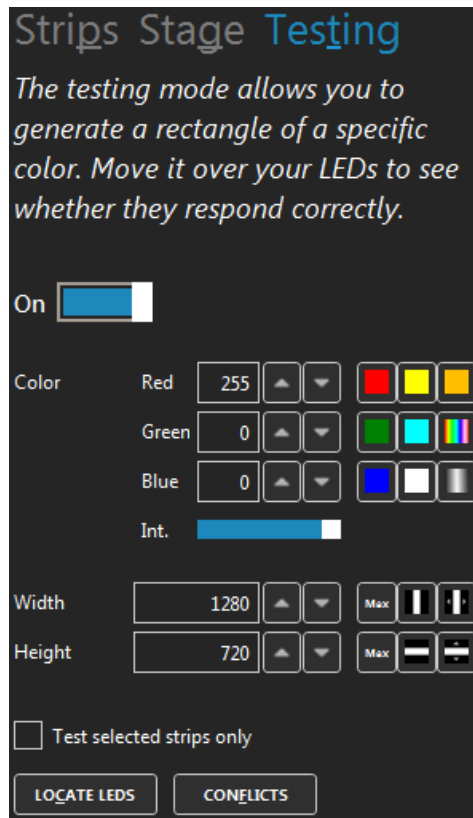 Strips Stage Testing
The testing mode allows you to
generate a rectangle of a specific
color. Move it over your LEDs to see
whether they respond correctly.
On
Color Red 255
Green 0
Blue 0
Int.
Width 1280 Max
Height 720 Max
Test selected strips only
LOCATE LEDS CONFLICTS